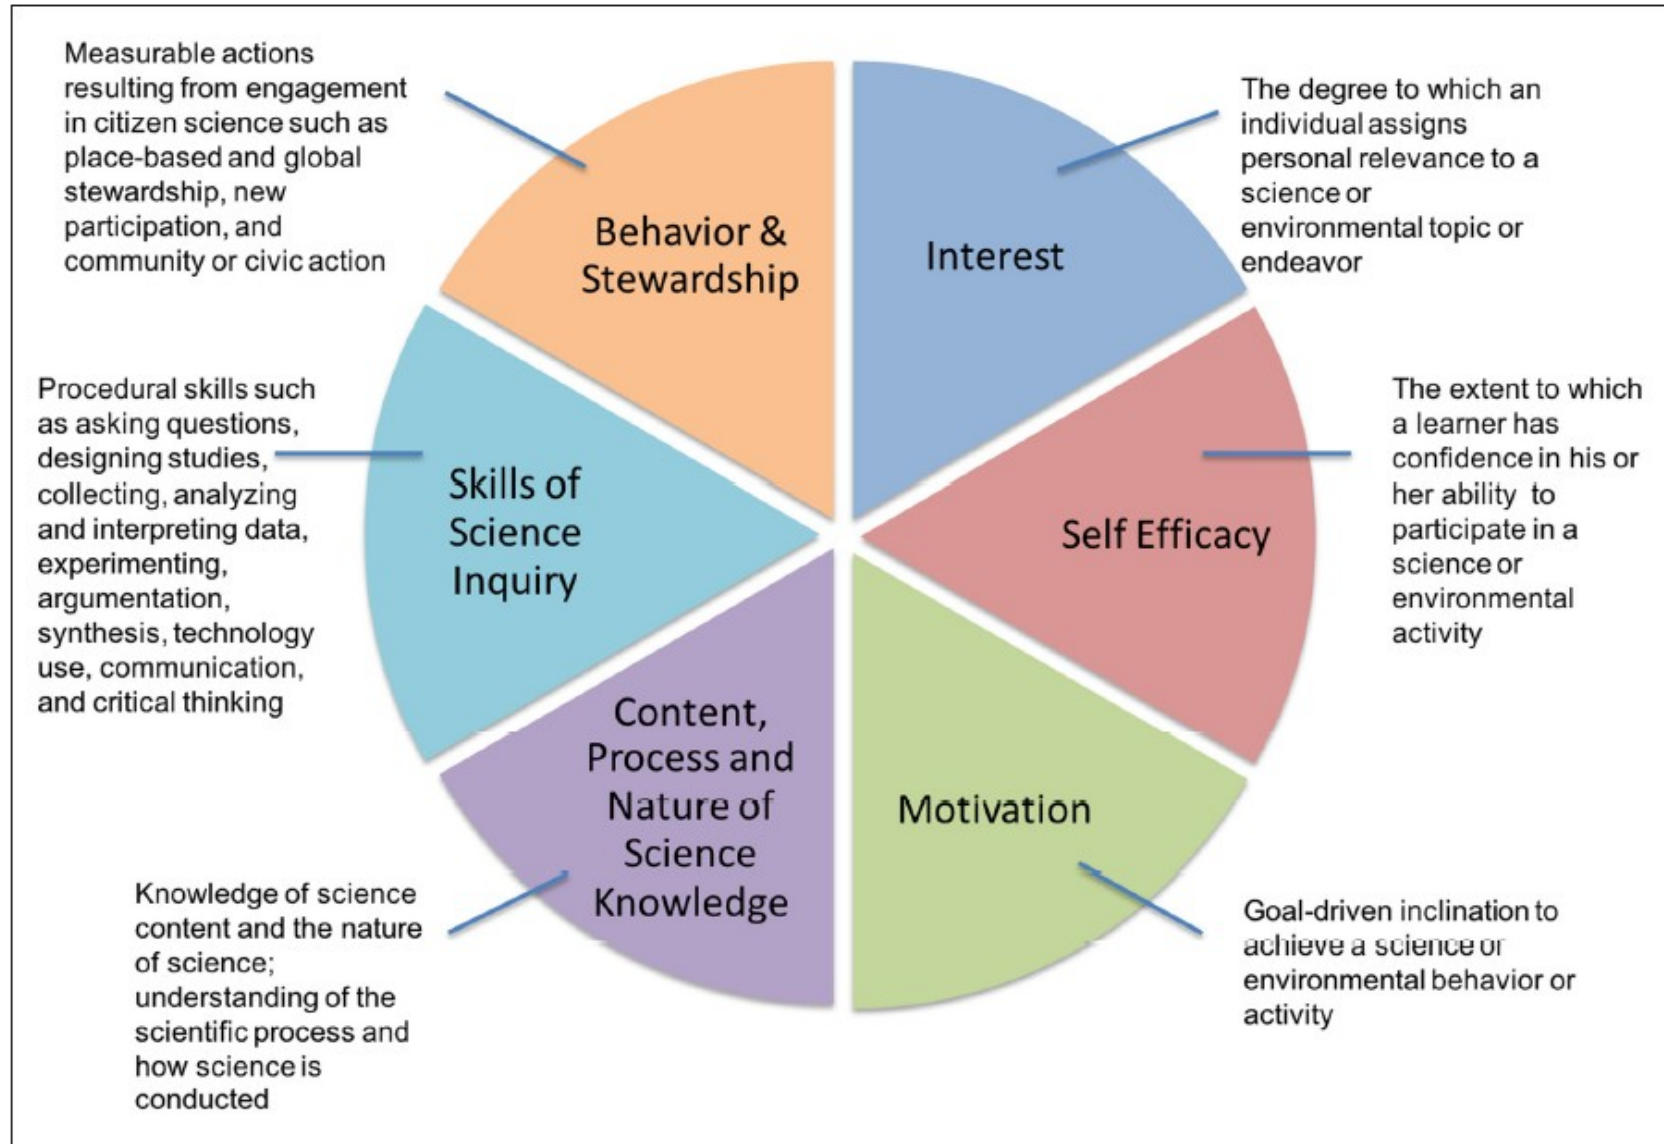 Measurable actions
resulting from engagement
in citizen science such as
place-based and global
stewardship, new
participation, and
community or civic action
Behavior &
Stewardship
Interest
The degree to which an
individual assigns
personal relevance to a
science or
environmental topic or
endeavor
Procedural skills such
as asking questions,
designing studies,
collecting, analyzing
and interpreting data,
experimenting,
argumentation,
synthesis, technology
use, communication,
and critical thinking
Skills of
Science
Inquiry
Self Efficacy
The extent to which
a learner has
confidence in his or
her ability to
participate in a
science or
environmental
activity
Content,
Process and
Nature of
Science
Knowledge
Motivation
Knowledge of science
content and the nature
of science;
understanding of the
scientific process and
how science is
conducted
Goal-driven inclination to
achieve a science or
environmental behavior or
activity